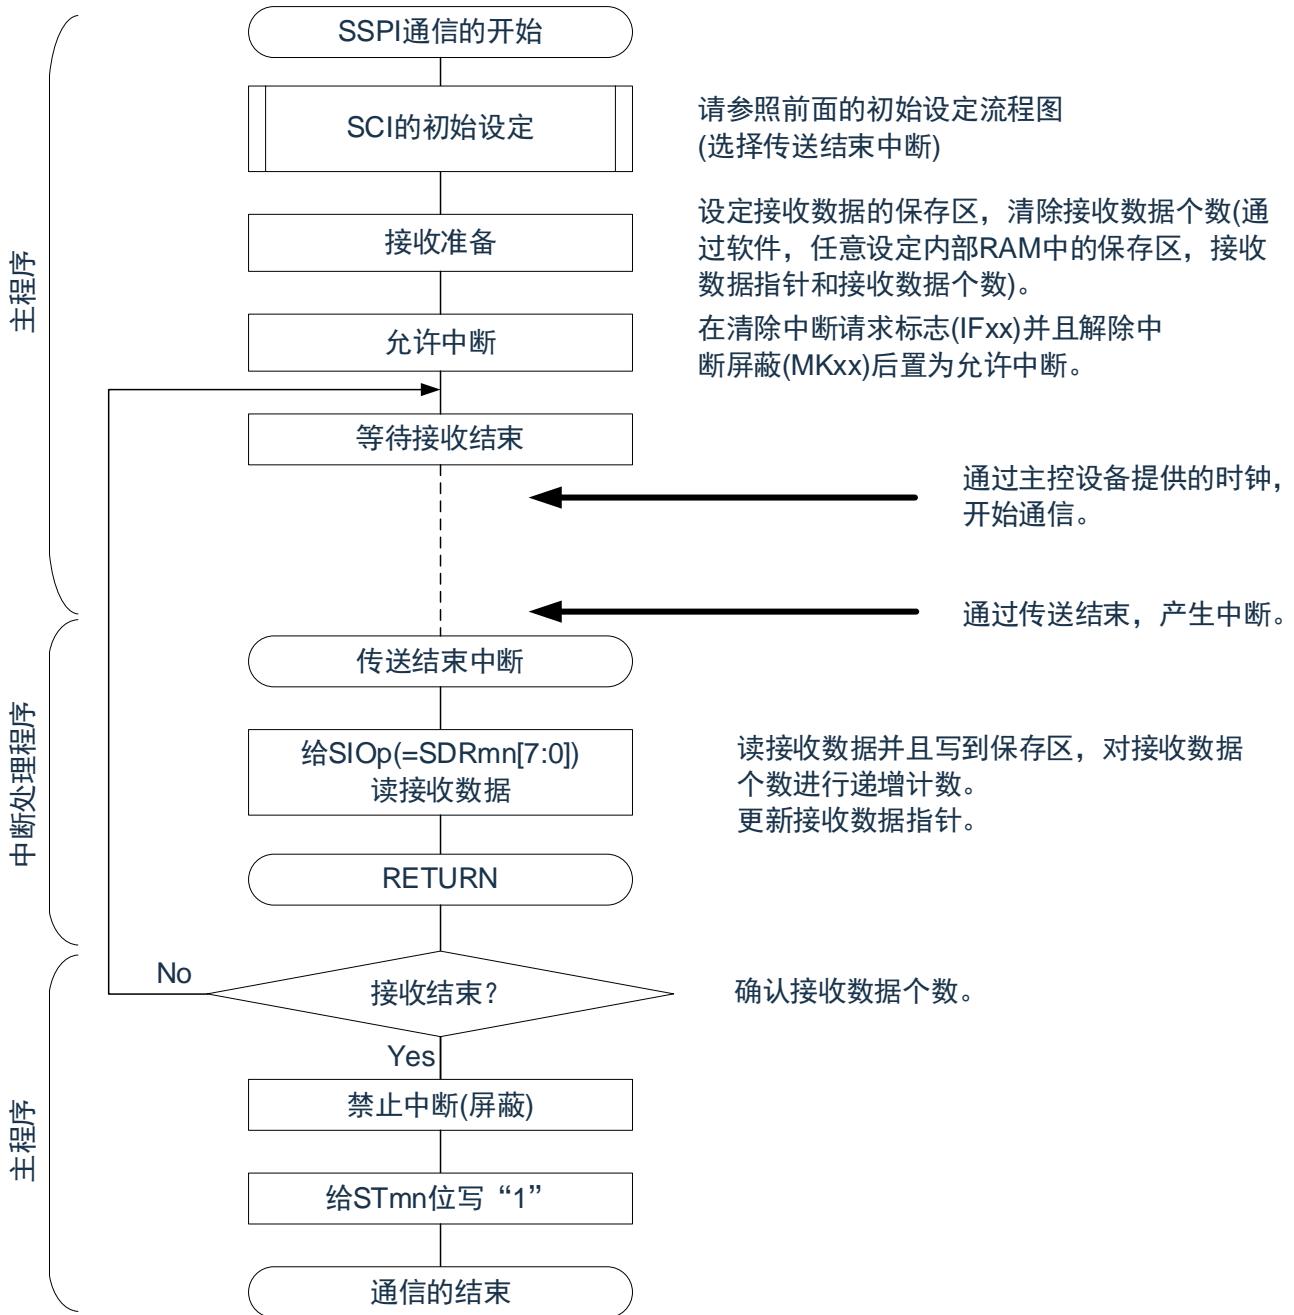 SSPI通信的开始
SCI的初始设定
请参照前面的初始设定流程图
(选择传送结束中断)
接收准备
设定接收数据的保存区，清除接收数据个数(通
过软件，任意设定内部RAM中的保存区，接收
数据指针和接收数据个数)。
主程序
允许中断
在清除中断请求标志(IFxx)并且解除中
断屏蔽(MKxx)后置为允许中断。
等待接收结束
通过主控设备提供的时钟，
开始通信。
通过传送结束，产生中断。
传送结束中断
中断处理程序
给SIOp(=SDRmn[7:0])
读接收数据
读接收数据并且写到保存区，对接收数据
个数进行递增计数。
更新接收数据指针。
RETURN
No
接收结束？
确认接收数据个数。
Yes
禁止中断(屏蔽)
主程序
给STmn位写“1”
通信的结束